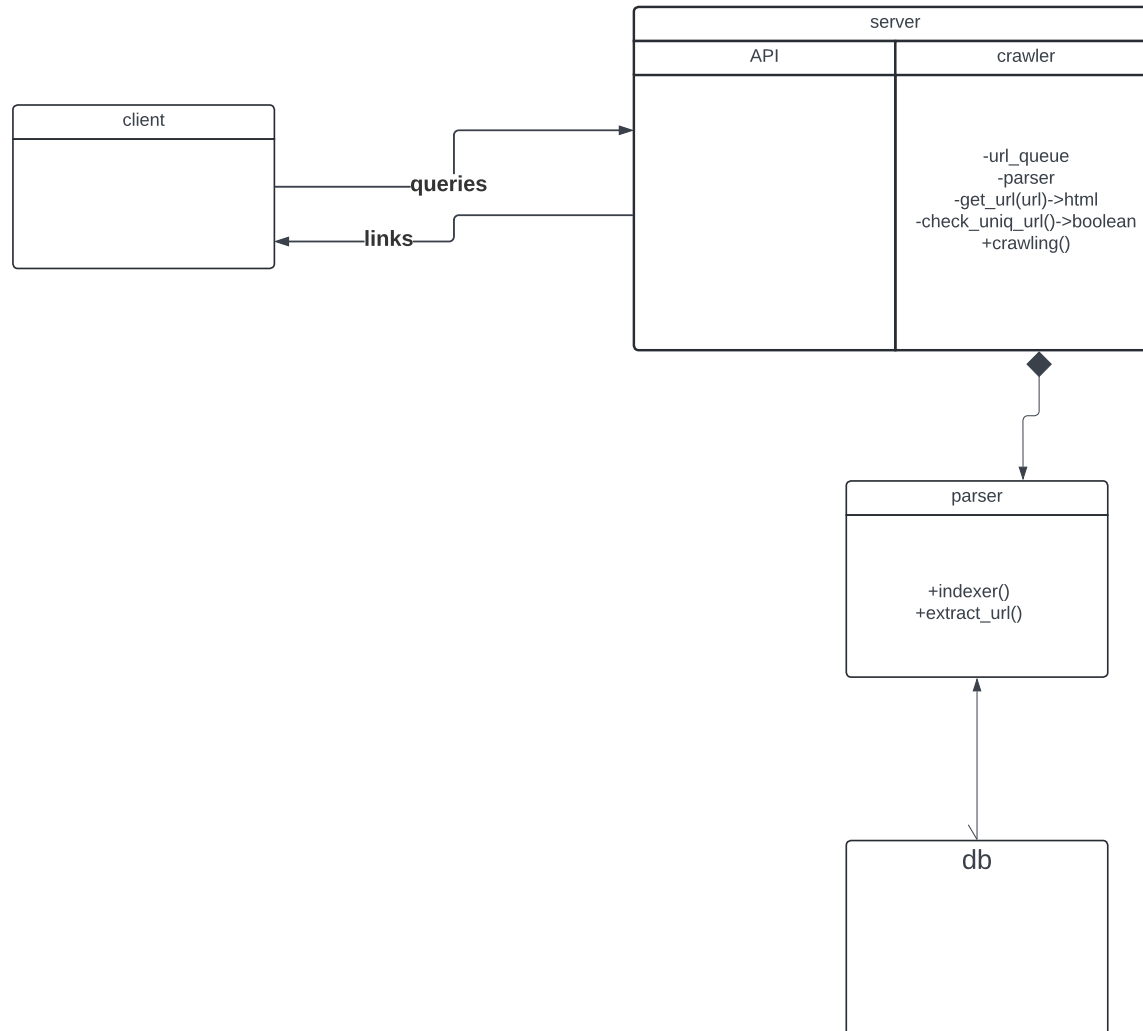 server
API
crawler
client
-url_queue
-parser
-get_url(url)->html
-check_uniq_url()->boolean
+crawling()
queries
links
parser
+indexer()
+extract_url()
db